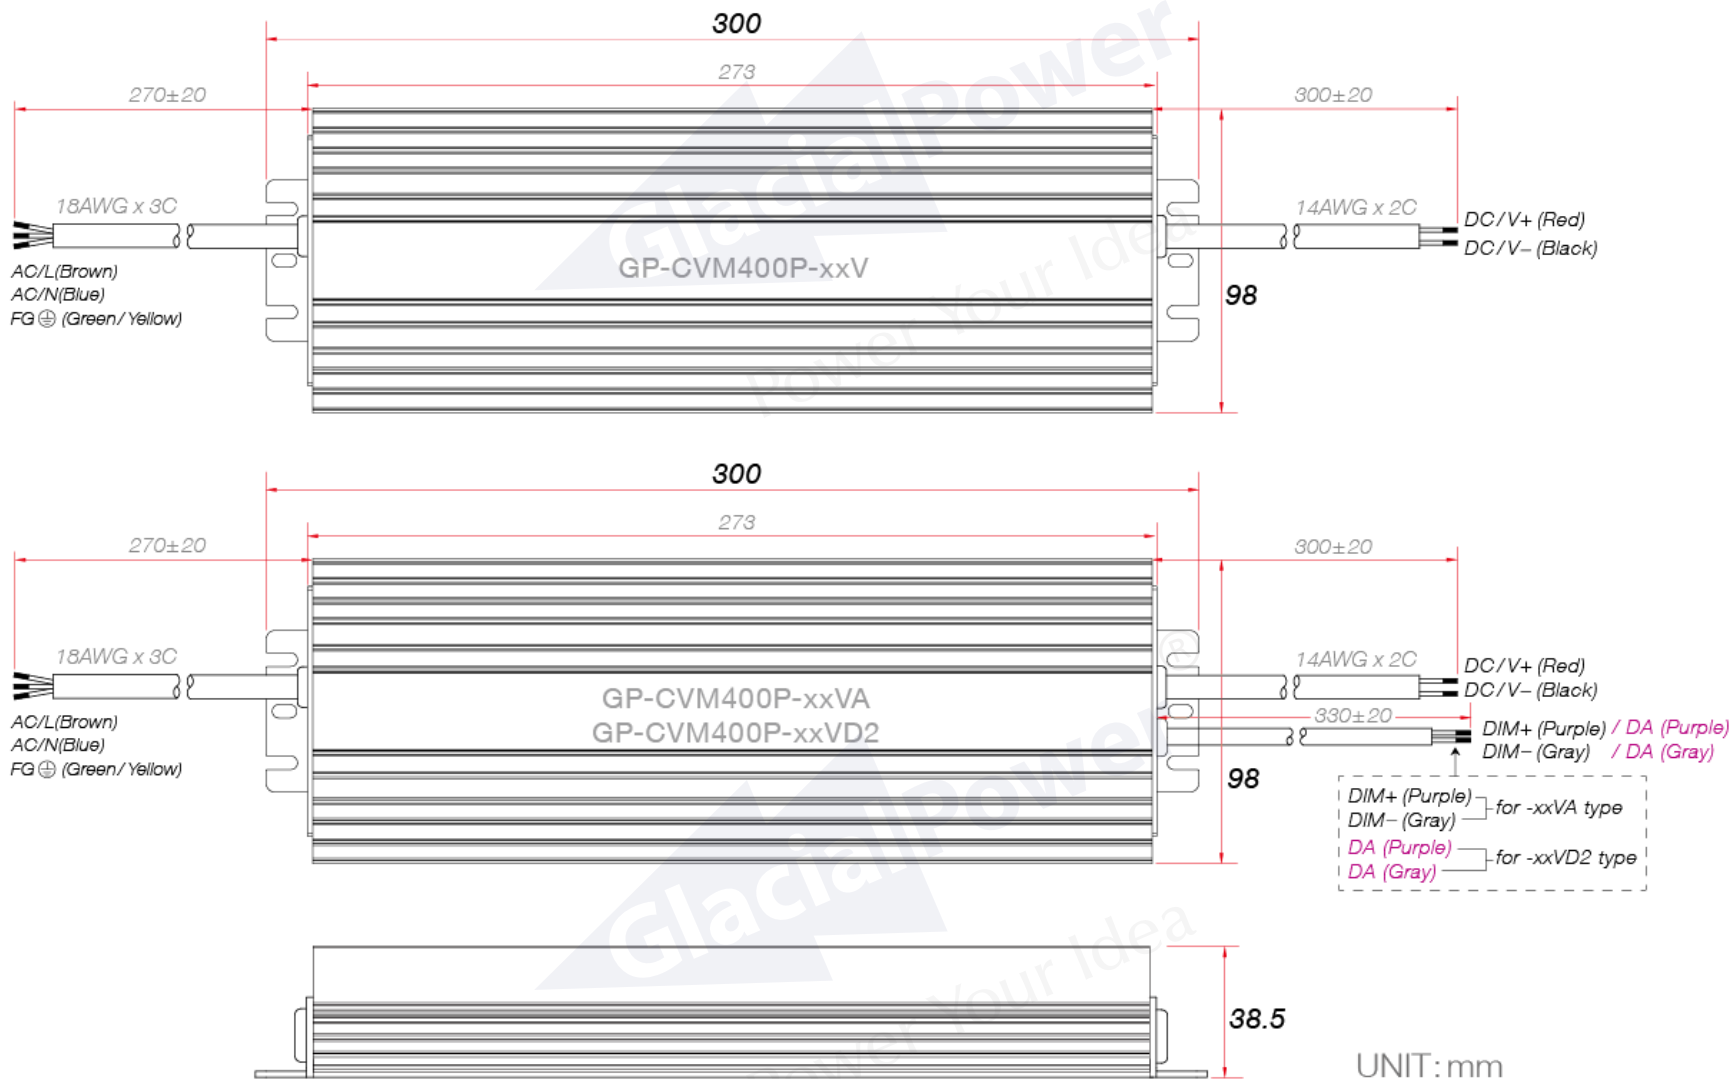 300
273
270±20
300±20
18AWG x 3C
14AWG x 2C
DC/V+ (Red)
DC/V− (Black)
AC/L(Brown)
AC/N(Blue)
FG ⏚ (Green/Yellow)
GP-CVM400P-xxV
98
GlacialPower
Power Your Idea
300
273
270±20
300±20
18AWG x 3C
14AWG x 2C
DC/V+ (Red)
DC/V− (Black)
330±20
AC/L(Brown)
AC/N(Blue)
FG ⏚ (Green/Yellow)
GP-CVM400P-xxVA
GP-CVM400P-xxVD2
DIM+ (Purple) / DA (Purple)
DIM− (Gray) / DA (Gray)
98
DIM+ (Purple)
DIM− (Gray)
for -xxVA type
DA (Purple)
DA (Gray)
for -xxVD2 type
GlacialPower®
Power Your Idea
38.5
UNIT: mm